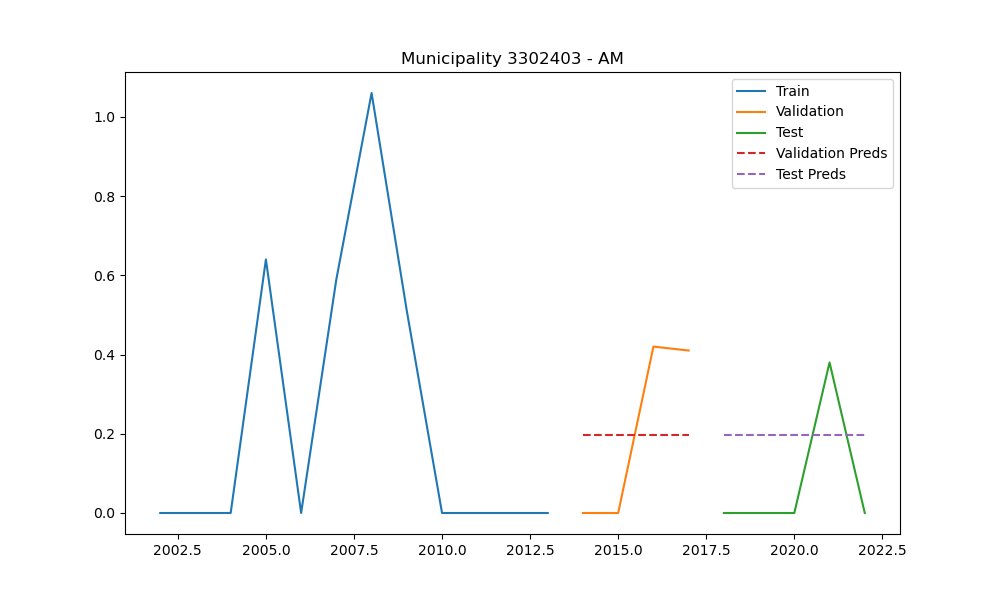 Municipality 3302403 - AM
Train
Validation
Test
Validation Preds
Test Preds
1.0
0.8
0.6
0.4
0.2
0.0
2002.5 2005.0 2007.5 2010.0 2012.5 2015.0 2017.5 2020.0 2022.5